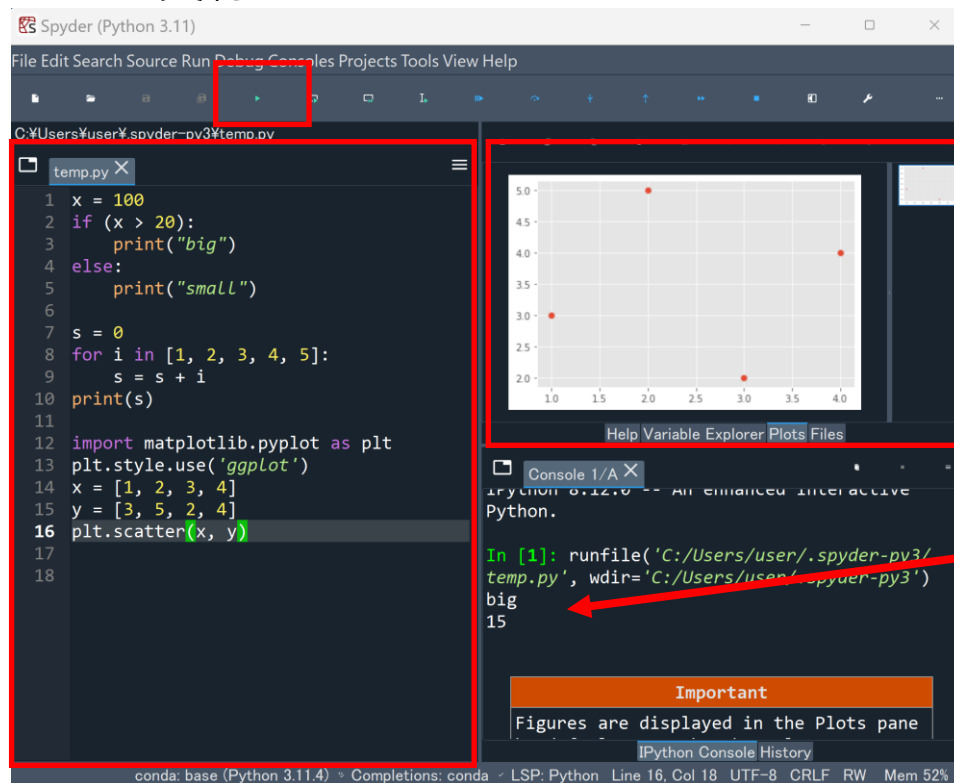 Spyder (Python 3.11)
File Edit Search Source Run Debug Consoles Projects Tools View Help
C:¥Users¥user¥.spyder-py3¥temp.py
temp.py
1 x = 100
2 if (x > 20):
3     print("big")
4 else:
5     print("small")
6
7 s = 0
8 for i in [1, 2, 3, 4, 5]:
9     s = s + i
10 print(s)
11
12 import matplotlib.pyplot as plt
13 plt.style.use('ggplot')
14 x = [1, 2, 3, 4]
15 y = [3, 5, 2, 4]
16 plt.scatter(x, y)
17
18
5.0
4.5
4.0
3.5
3.0
2.5
2.0
1.0 1.5 2.0 2.5 3.0 3.5 4.0
Help Variable Explorer Plots Files
Console 1/A
IPython 8.12.0 -- An enhanced Interactive
Python.
In [1]: runfile('C:/Users/user/.spyder-py3/
temp.py', wdir='C:/Users/user/.spyder-py3')
big
15
Important
Figures are displayed in the Plots pane
IPython Console History
conda: base (Python 3.11.4) Completions: conda LSP: Python Line 16, Col 18 UTF-8 CRLF RW Mem 52%